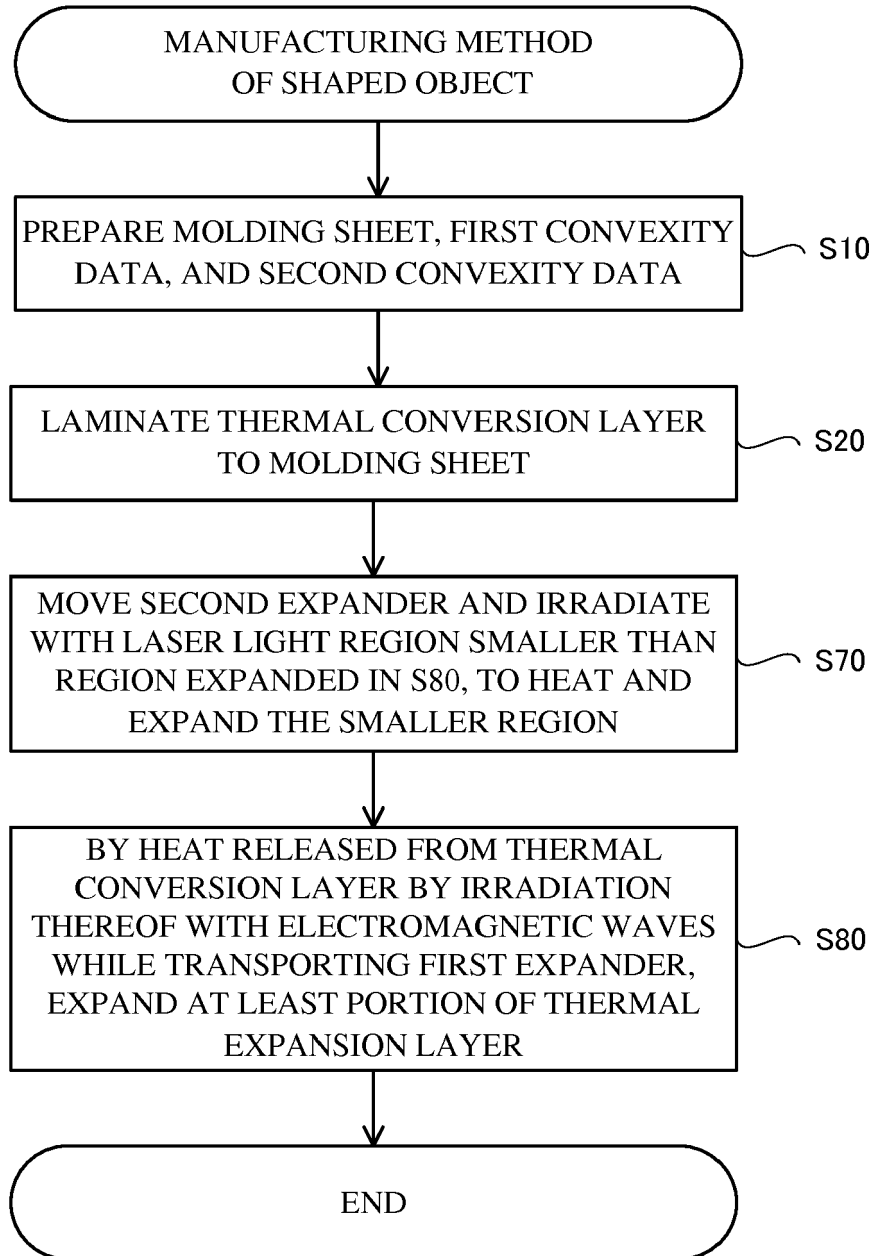 MANUFACTURING METHOD
OF SHAPED OBJECT
PREPARE MOLDING SHEET, FIRST CONVEXITY
DATA, AND SECOND CONVEXITY DATA
S10
LAMINATE THERMAL CONVERSION LAYER
TO MOLDING SHEET
S20
MOVE SECOND EXPANDER AND IRRADIATE
WITH LASER LIGHT REGION SMALLER THAN
REGION EXPANDED IN S80, TO HEAT AND
EXPAND THE SMALLER REGION
S70
BY HEAT RELEASED FROM THERMAL
CONVERSION LAYER BY IRRADIATION
THEREOF WITH ELECTROMAGNETIC WAVES
WHILE TRANSPORTING FIRST EXPANDER,
EXPAND AT LEAST PORTION OF THERMAL
EXPANSION LAYER
S80
END